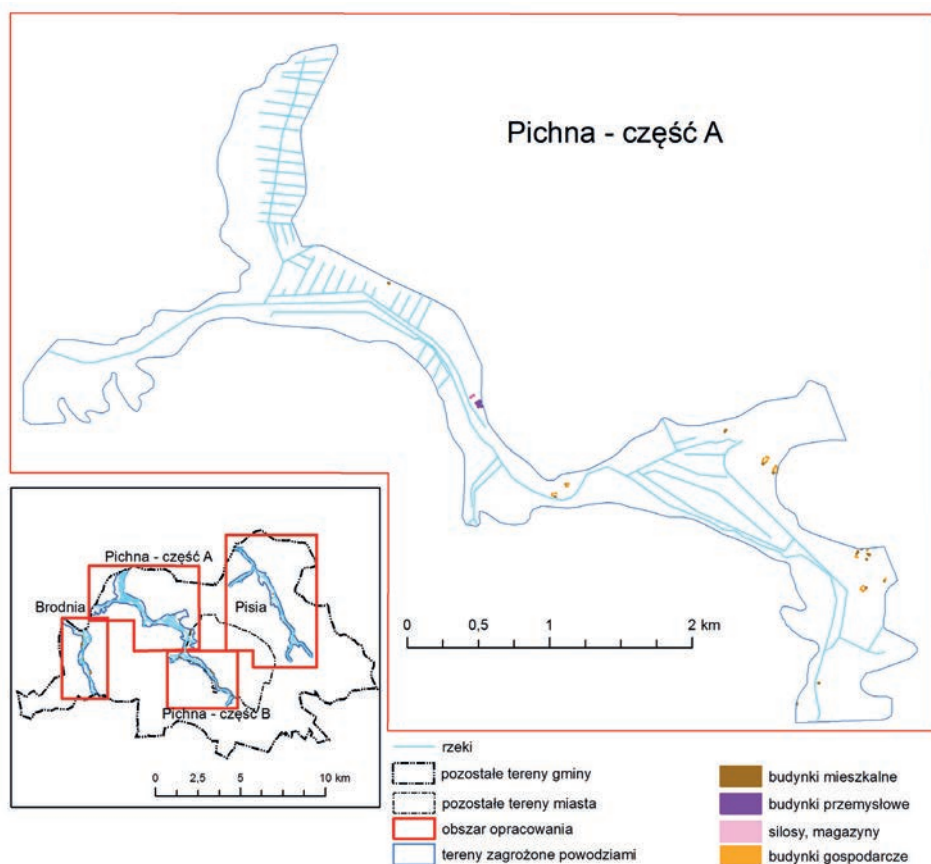 Pichna - część A
Pichna - część A
Brodnia
Pisia
Pichna - część B
0 2,5 5 10 km
0 0,5 1 2 km
rzeki
pozostałe tereny gminy
pozostałe tereny miasta
obszar opracowania
tereny zagrożone powodziami
budynki mieszkalne
budynki przemysłowe
silosy, magazyny
budynki gospodarcze